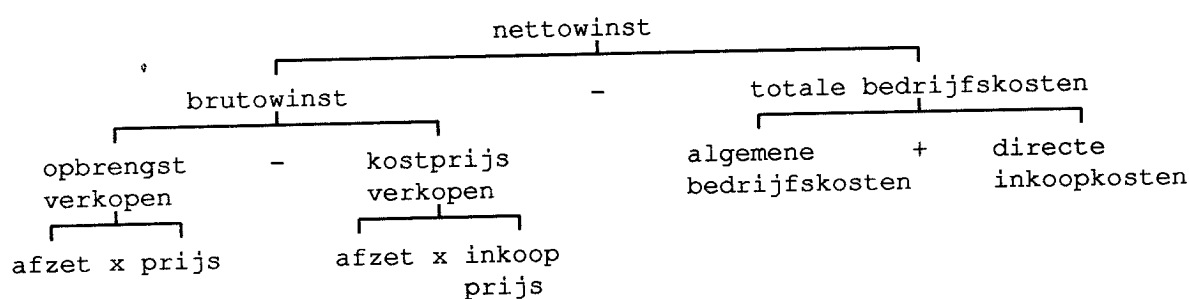 nettowinst
brutowinst - totale bedrijfskosten
opbrengst - kostprijs algemene + directe
verkopen verkopen bedrijfskosten inkoopkosten
afzet x prijs afzet x inkoop
prijs